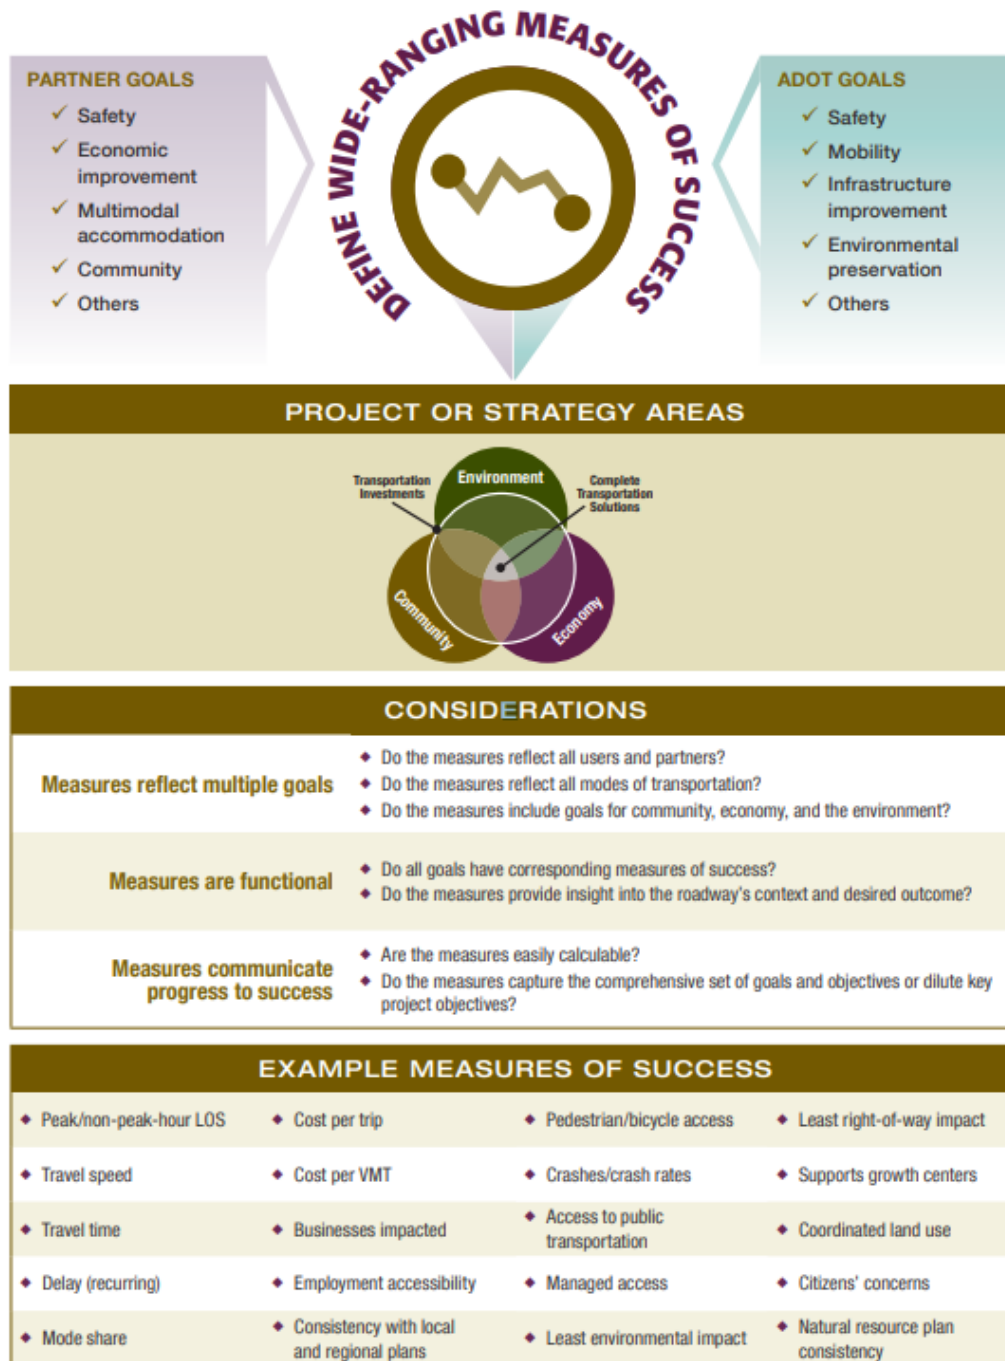 DEFINE WIDE-RANGING MEASURES OF SUCCESS
PARTNER GOALS
✓ Safety
✓ Economic
improvement
✓ Multimodal
accommodation
✓ Community
✓ Others
ADOT GOALS
✓ Safety
✓ Mobility
✓ Infrastructure
improvement
✓ Environmental
preservation
✓ Others
PROJECT OR STRATEGY AREAS
Transportation
Investments
Environment
Complete
Transportation
Solutions
Community
Economy
CONSIDERATIONS
Measures reflect multiple goals
◆ Do the measures reflect all users and partners?
◆ Do the measures reflect all modes of transportation?
◆ Do the measures include goals for community, economy, and the environment?
Measures are functional
◆ Do all goals have corresponding measures of success?
◆ Do the measures provide insight into the roadway's context and desired outcome?
Measures communicate
progress to success
◆ Are the measures easily calculable?
◆ Do the measures capture the comprehensive set of goals and objectives or dilute key
project objectives?
EXAMPLE MEASURES OF SUCCESS
◆ Peak/non-peak-hour LOS
◆ Cost per trip
◆ Pedestrian/bicycle access
◆ Least right-of-way impact
◆ Travel speed
◆ Cost per VMT
◆ Crashes/crash rates
◆ Supports growth centers
◆ Travel time
◆ Businesses impacted
◆ Access to public
transportation
◆ Coordinated land use
◆ Delay (recurring)
◆ Employment accessibility
◆ Managed access
◆ Citizens' concerns
◆ Mode share
◆ Consistency with local
and regional plans
◆ Least environmental impact
◆ Natural resource plan
consistency